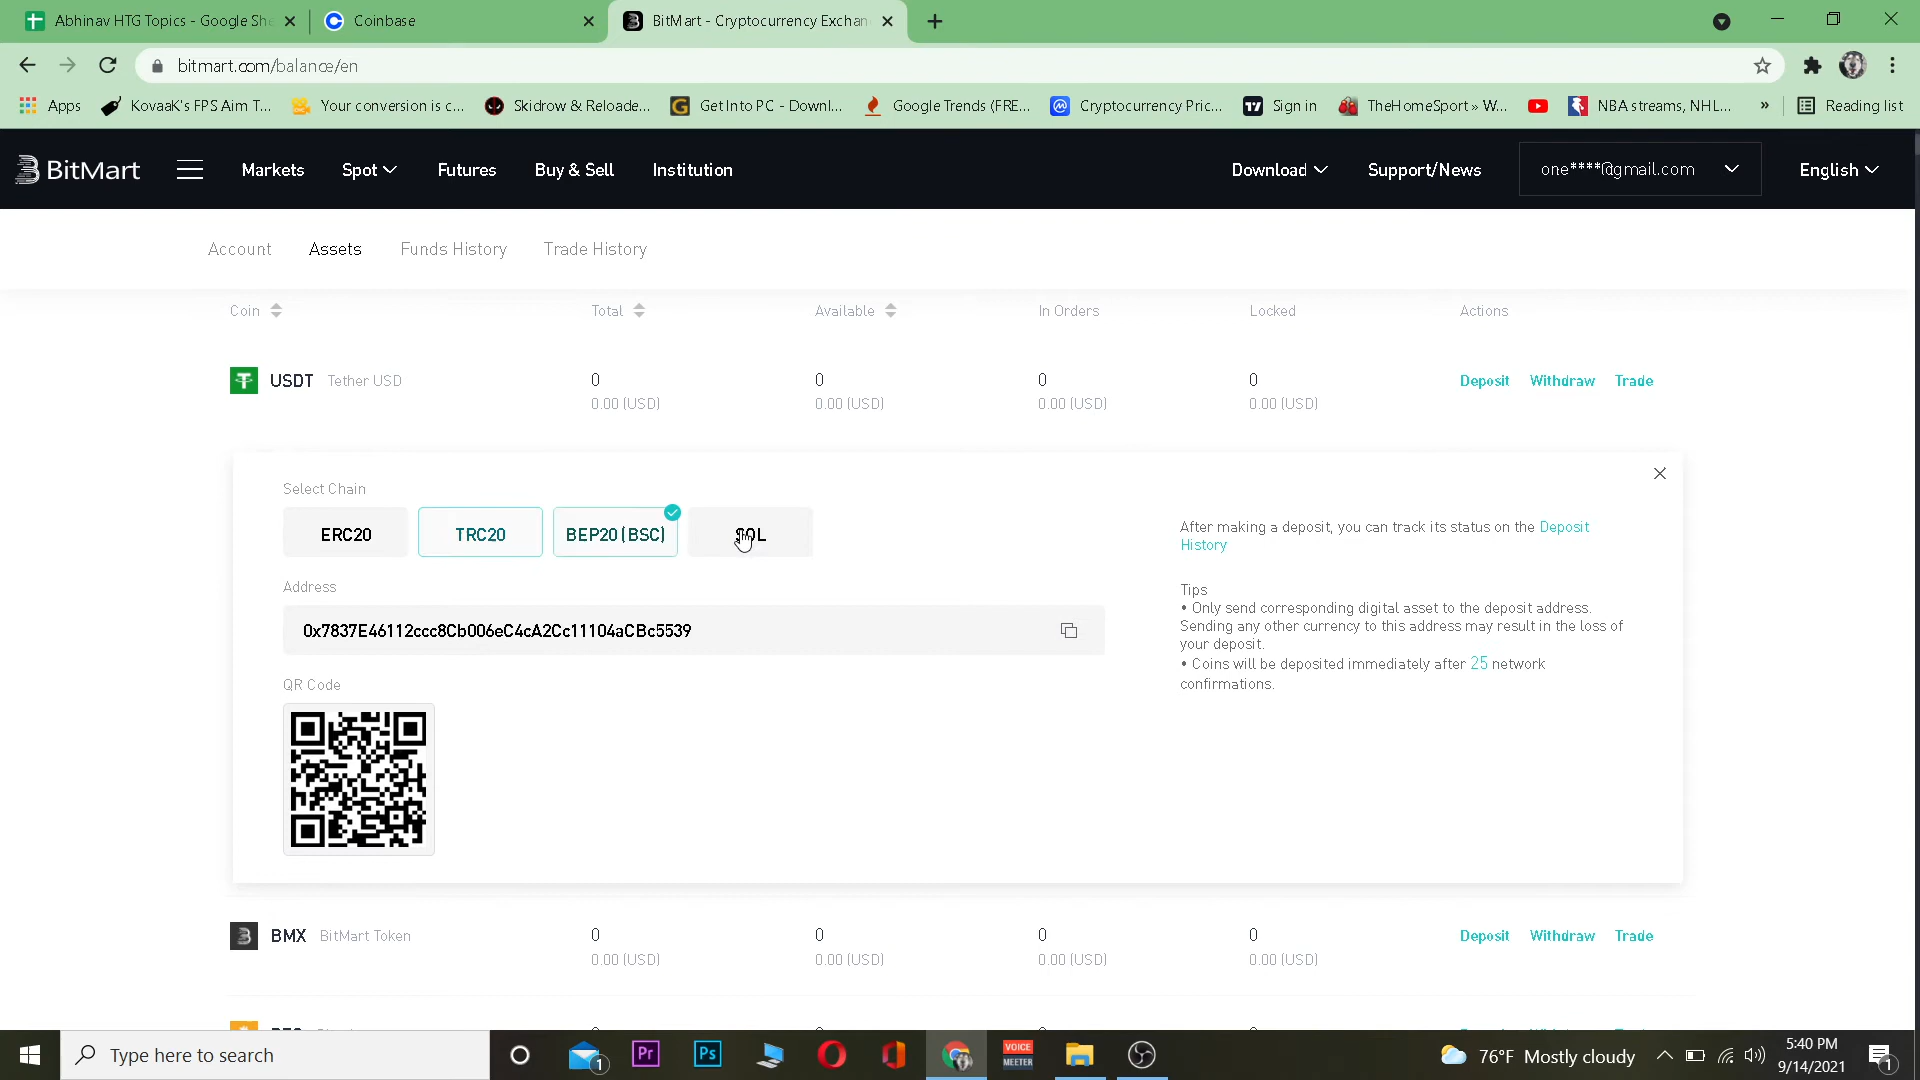 Abhinav HTG Topics - Google She
Coinbase
BitMart - Cryptocurrency Exchan
bitmart.com/balance/en
Apps
KovaaK's FPS Aim T...
Your conversion is c...
Skidrow & Reloade...
Get Into PC - Downl...
Google Trends (FRE...
Cryptocurrency Pric...
Sign in
TheHomeSport » W...
NBA streams, NHL...
»
Reading list
BitMart
Markets
Spot
Futures
Buy & Sell
Institution
Download
Support/News
one****@gmail.com
English
Account
Assets
Funds History
Trade History
Coin
Total
Available
In Orders
Locked
Actions
USDT Tether USD
0
0
0
0
Deposit Withdraw Trade
0.00 (USD)
0.00 (USD)
0.00 (USD)
0.00 (USD)
Select Chain
ERC20
TRC20
BEP20(BSC)
SOL
Address
0x7837E46112ccc8Cb006eC4cA2Cc11104aCBc5539
QR Code
After making a deposit, you can track its status on the Deposit
History
Tips
• Only send corresponding digital asset to the deposit address.
Sending any other currency to this address may result in the loss of
your deposit.
• Coins will be deposited immediately after 25 network
confirmations.
BMX BitMart Token
0
0
0
0
Deposit Withdraw Trade
0.00 (USD)
0.00 (USD)
0.00 (USD)
0.00 (USD)
Type here to search
1
Pr
Ps
VOICE
MEETER
76°F Mostly cloudy
5:40 PM
9/14/2021
1